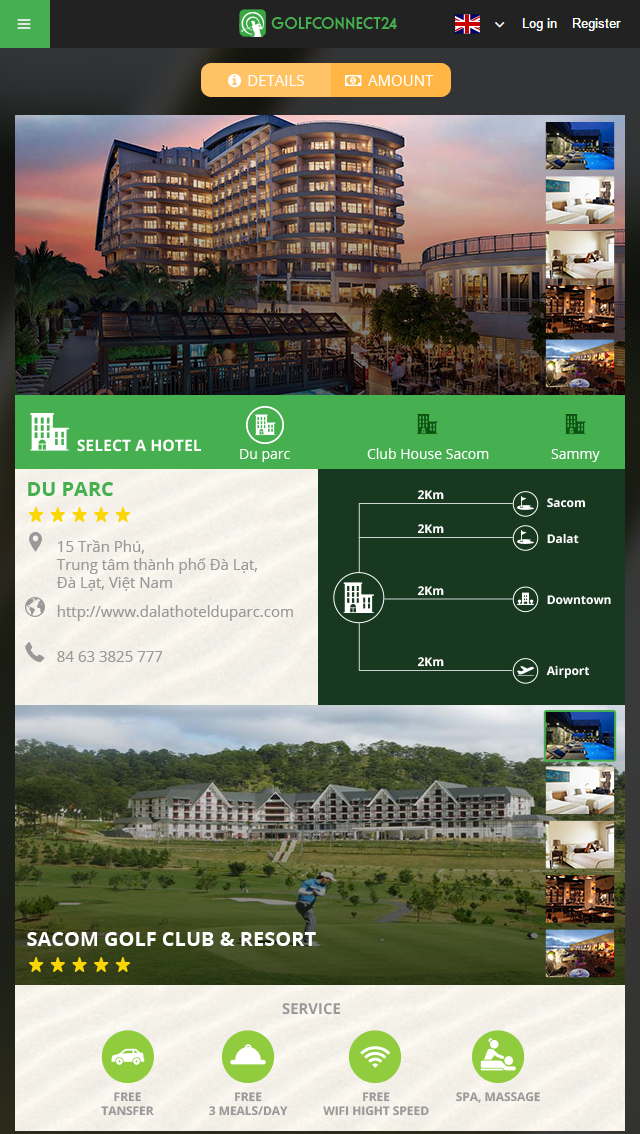 GOLFCONNECT24
Log in
Register
DETAILS
AMOUNT
SELECT A HOTEL
Du parc
Club House Sacom
Sammy
DU PARC
15 Trần Phú,
Trung tâm thành phố Đà Lạt,
Đà Lạt, Việt Nam
http://www.dalathotelduparc.com
84 63 3825 777
2Km
Sacom
2Km
Dalat
2Km
Downtown
2Km
Airport
SACOM GOLF CLUB & RESORT
SERVICE
FREE
TANSFER
FREE
3 MEALS/DAY
FREE
WIFI HIGHT SPEED
SPA, MASSAGE